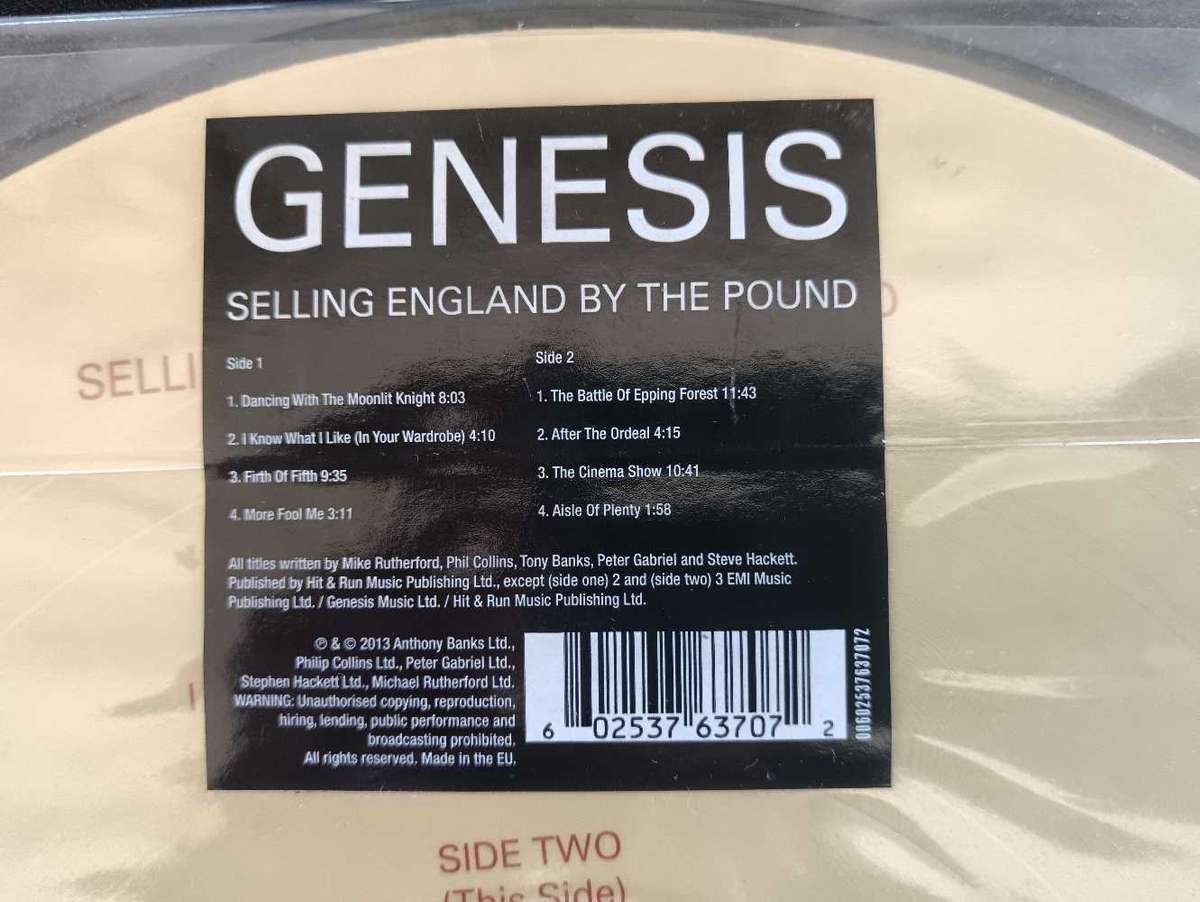 GENESIS
SELLING ENGLAND BY THE POUND
SELLI
D
Side 1
1. Dancing With The Moonlit Knight 8:03
2. I Know What I Like (In Your Wardrobe) 4:10
3. Firth Of Fifth 9:35
4. More Fool Me 3:11
Side 2
1. The Battle Of Epping Forest 11:43
2. After The Ordeal 4:15
3. The Cinema Show 10:41
4. Aisle Of Plenty 1:58
All titles written by Mike Rutherford, Phil Collins, Tony Banks, Peter Gabriel and Steve Hackett.
Published by Hit & Run Music Publishing Ltd., except (side one) 2 and (side two) 3 EMI Music
Publishing Ltd. / Genesis Music Ltd. / Hit & Run Music Publishing Ltd.
℗ & © 2013 Anthony Banks Ltd.,
Philip Collins Ltd., Peter Gabriel Ltd.,
Stephen Hackett Ltd., Michael Rutherford Ltd.
WARNING: Unauthorised copying, reproduction,
hiring, lending, public performance and
broadcasting prohibited.
All rights reserved. Made in the EU.
6 02537 63707 2
00602537637072
SIDE TWO
(This Side)